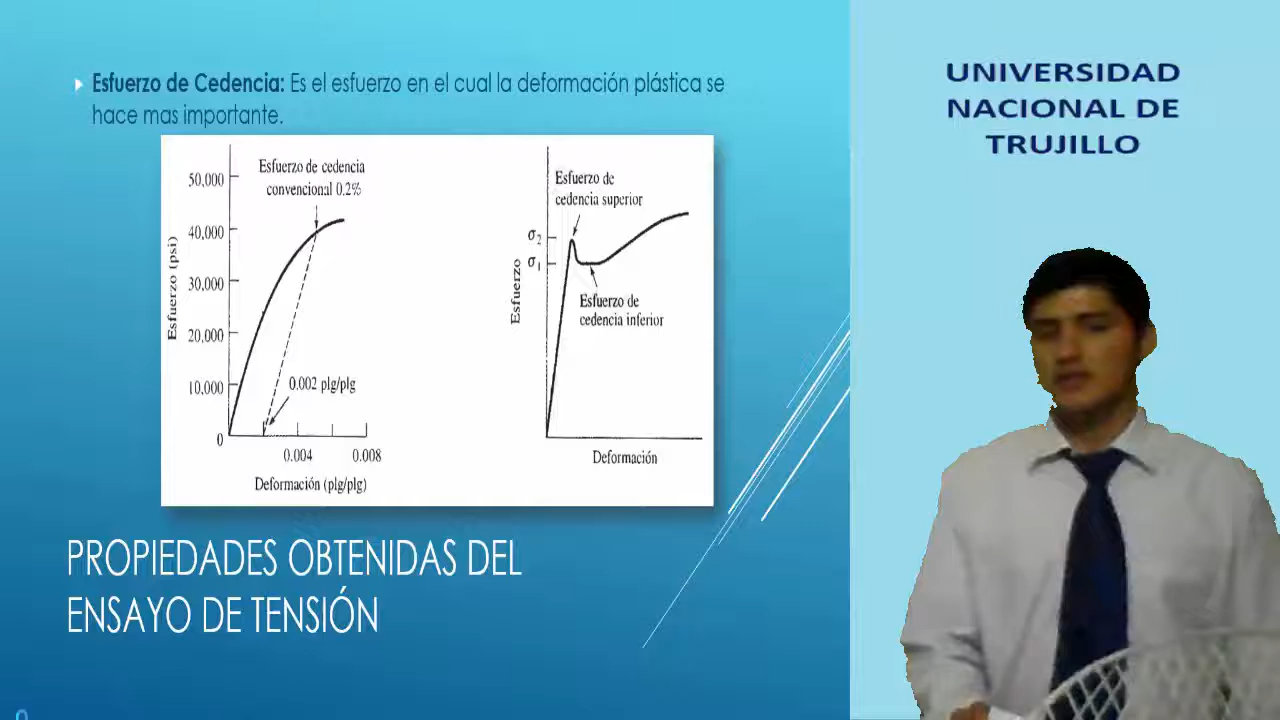 Esfuerzo de Cedencia: Es el esfuerzo en el cual la deformación plástica se
hace mas importante.
Esfuerzo de cedencia
convencional 0.2%
50,000
40,000
30,000
20,000
10,000
0
Esfuerzo (psi)
0.002 plg/plg
0.004
0.008
Deformación (plg/plg)
Esfuerzo de
cedencia superior
σ2
σ1
Esfuerzo
Esfuerzo de
cedencia inferior
Deformación
PROPIEDADES OBTENIDAS DEL
ENSAYO DE TENSIÓN
UNIVERSIDAD
NACIONAL DE
TRUJILLO